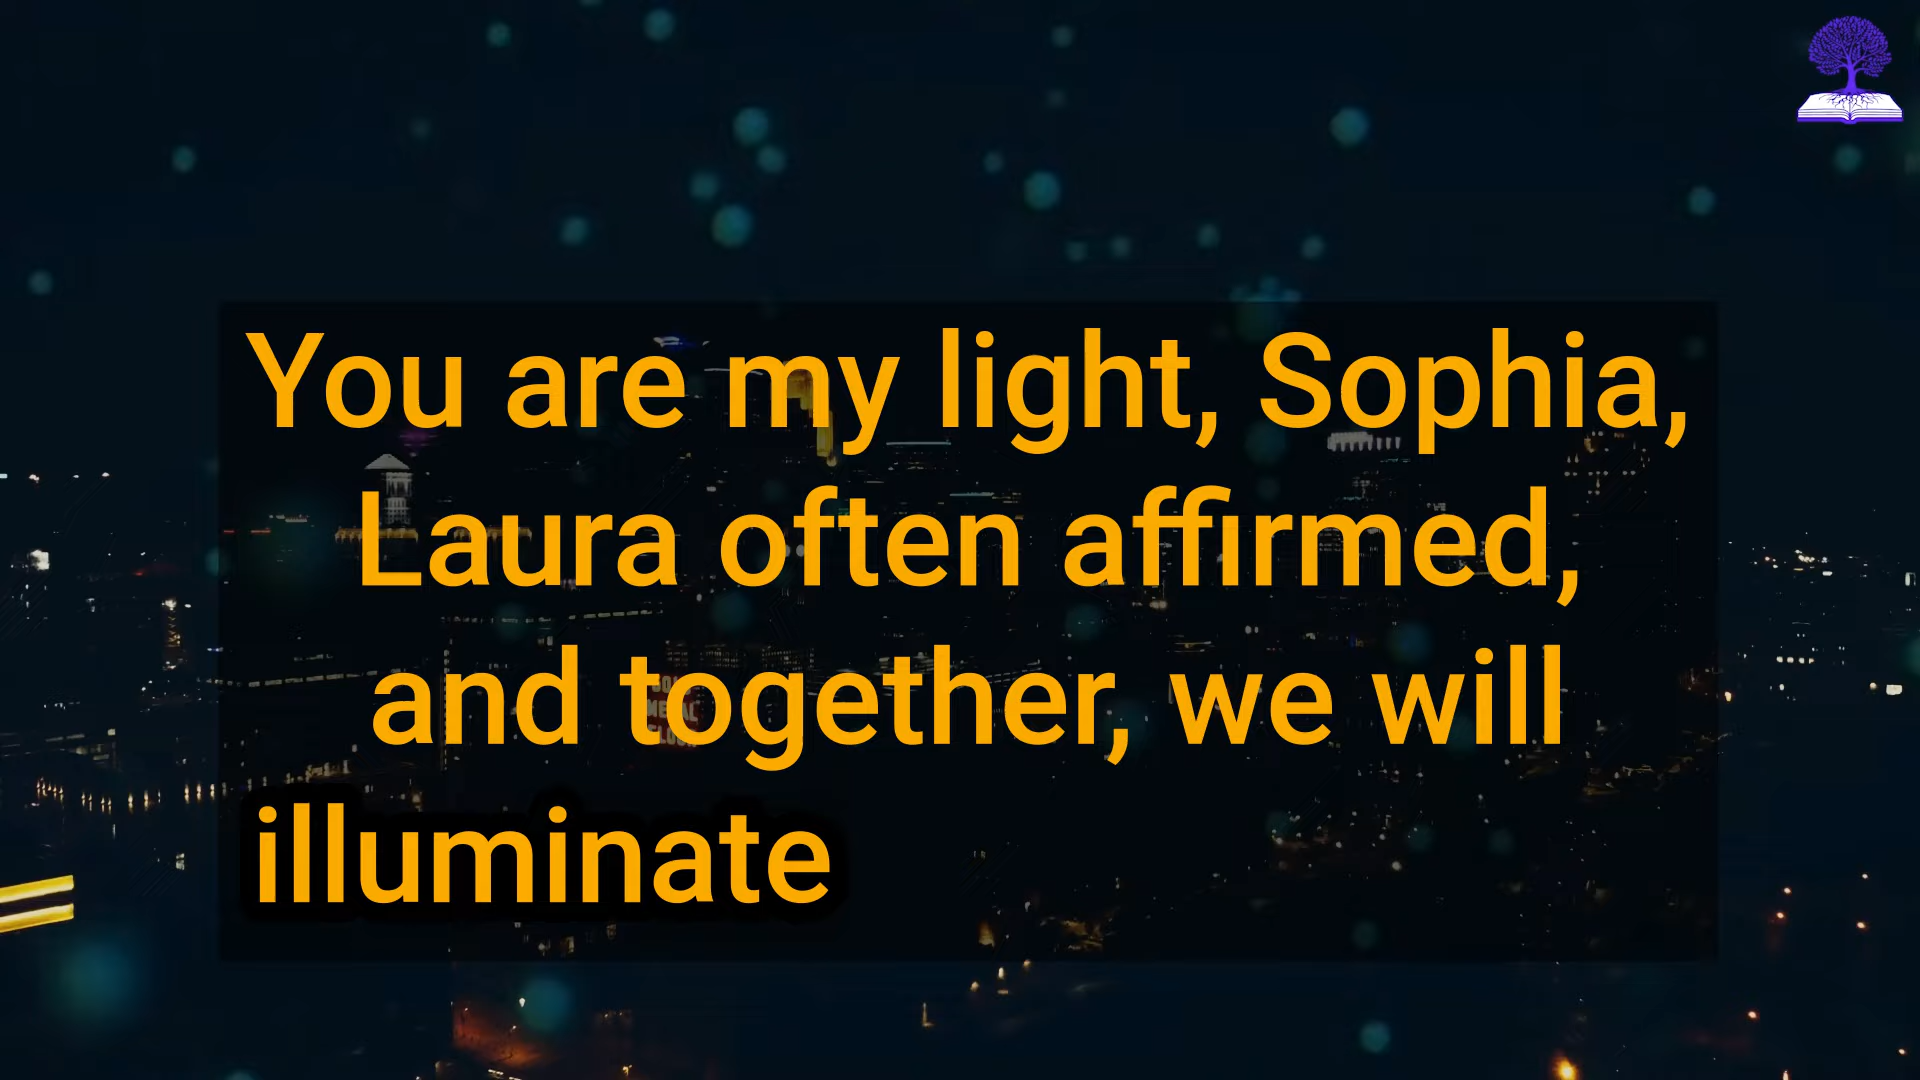 You are my light, Sophia,
Laura often affirmed,
and together, we will
illuminate